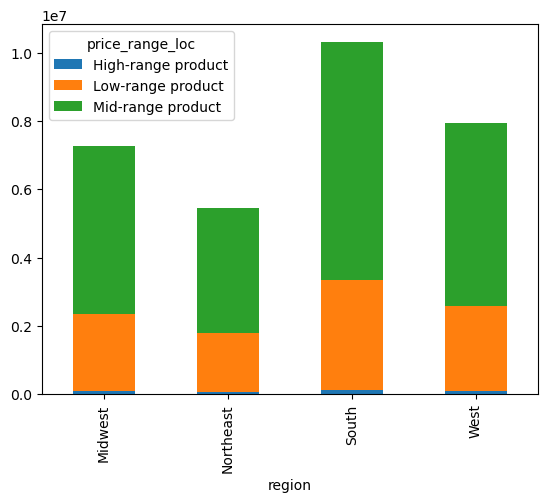 1e7
price_range_loc
High-range product
Low-range product
Mid-range product
1.0
0.8
0.6
0.4
0.2
0.0
Midwest
Northeast
South
West
region